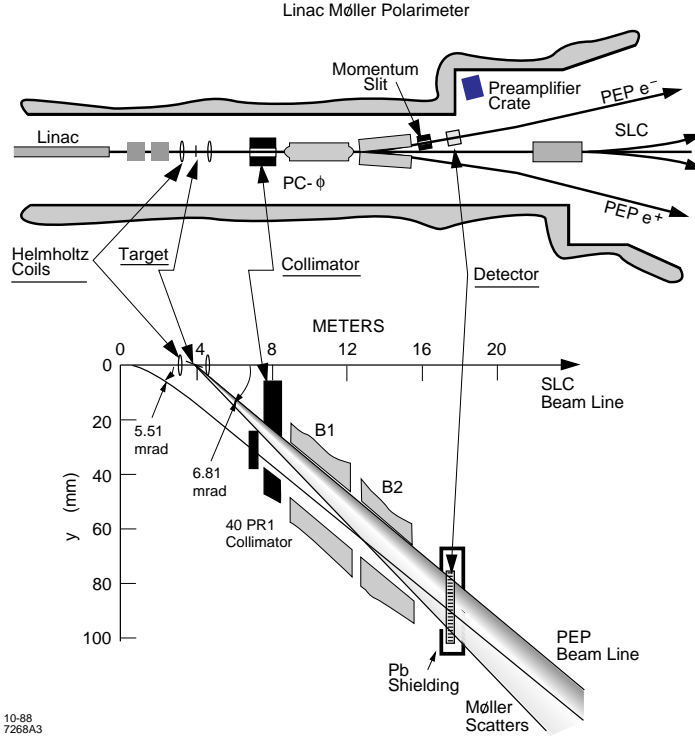 Linac Møller Polarimeter
Momentum
Slit
Preamplifier
Crate
PEP e−
Linac
SLC
PC-ϕ
PEP e+
Helmholtz
Coils
Target
Collimator
Detector
METERS
0 4 8 12 16 20
0
SLC
Beam Line
5.51
mrad
6.81
mrad
B1
B2
20
40
60
80
100
y (mm)
40 PR1
Collimator
PEP
Beam Line
Pb
Shielding
Møller
Scatters
10-88
7268A3